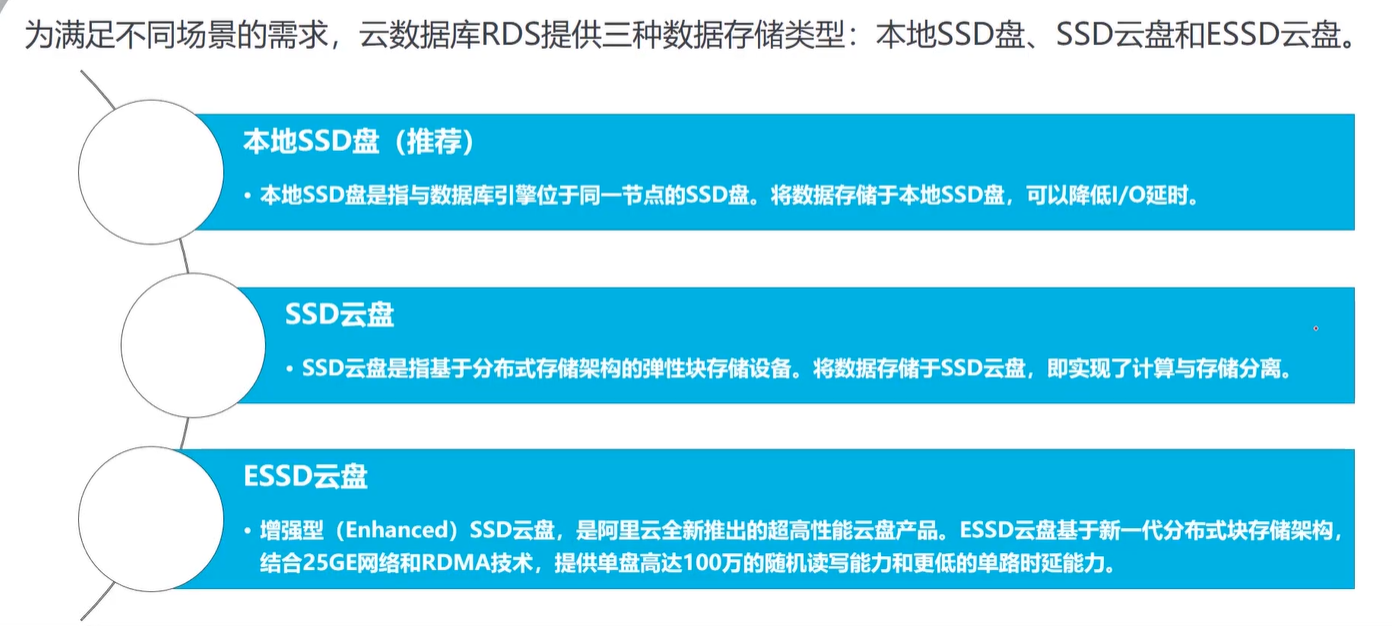 为满足不同场景的需求，云数据库RDS提供三种数据存储类型：本地SSD盘、SSD云盘和ESSD云盘。
本地SSD盘（推荐）
• 本地SSD盘是指与数据库引擎位于同一节点的SSD盘。将数据存储于本地SSD盘，可以降低I/O延时。
SSD云盘
• SSD云盘是指基于分布式存储架构的弹性块存储设备。将数据存储于SSD云盘，即实现了计算与存储分离。
ESSD云盘
• 增强型（Enhanced）SSD云盘，是阿里云全新推出的超高性能云盘产品。ESSD云盘基于新一代分布式块存储架构，
结合25GE网络和RDMA技术，提供单盘高达100万的随机读写能力和更低的单路时延能力。